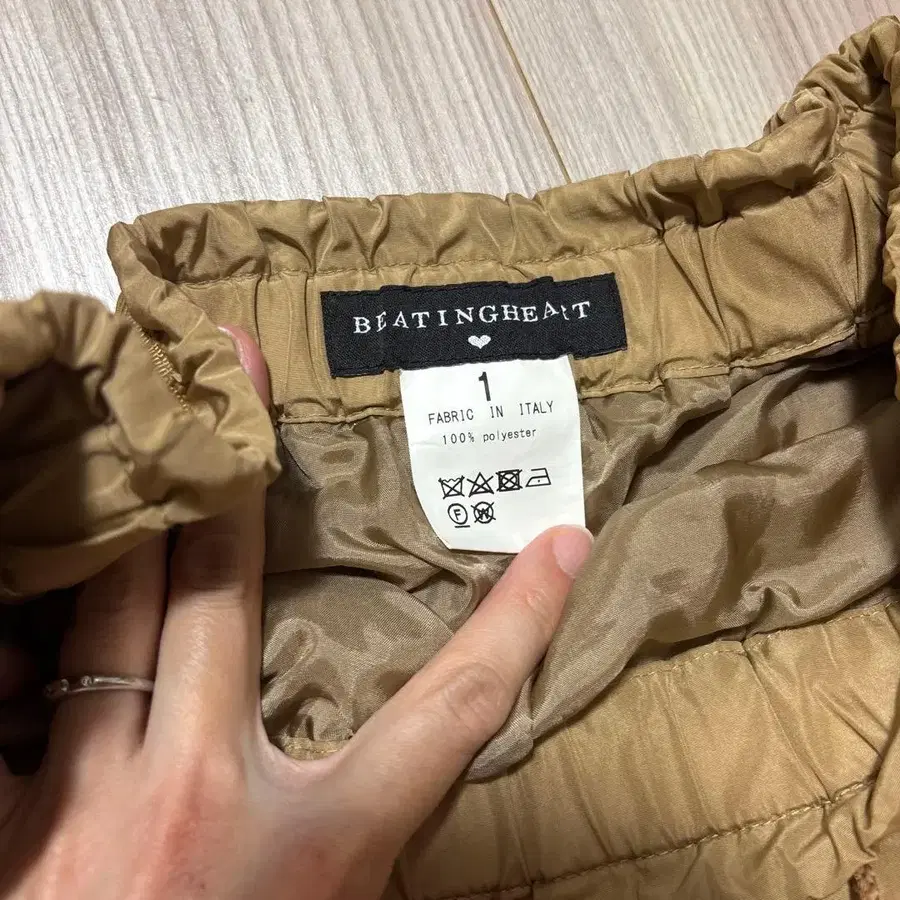 BEATINGHEART
1
FABRIC IN ITALY
100% polyester
F W